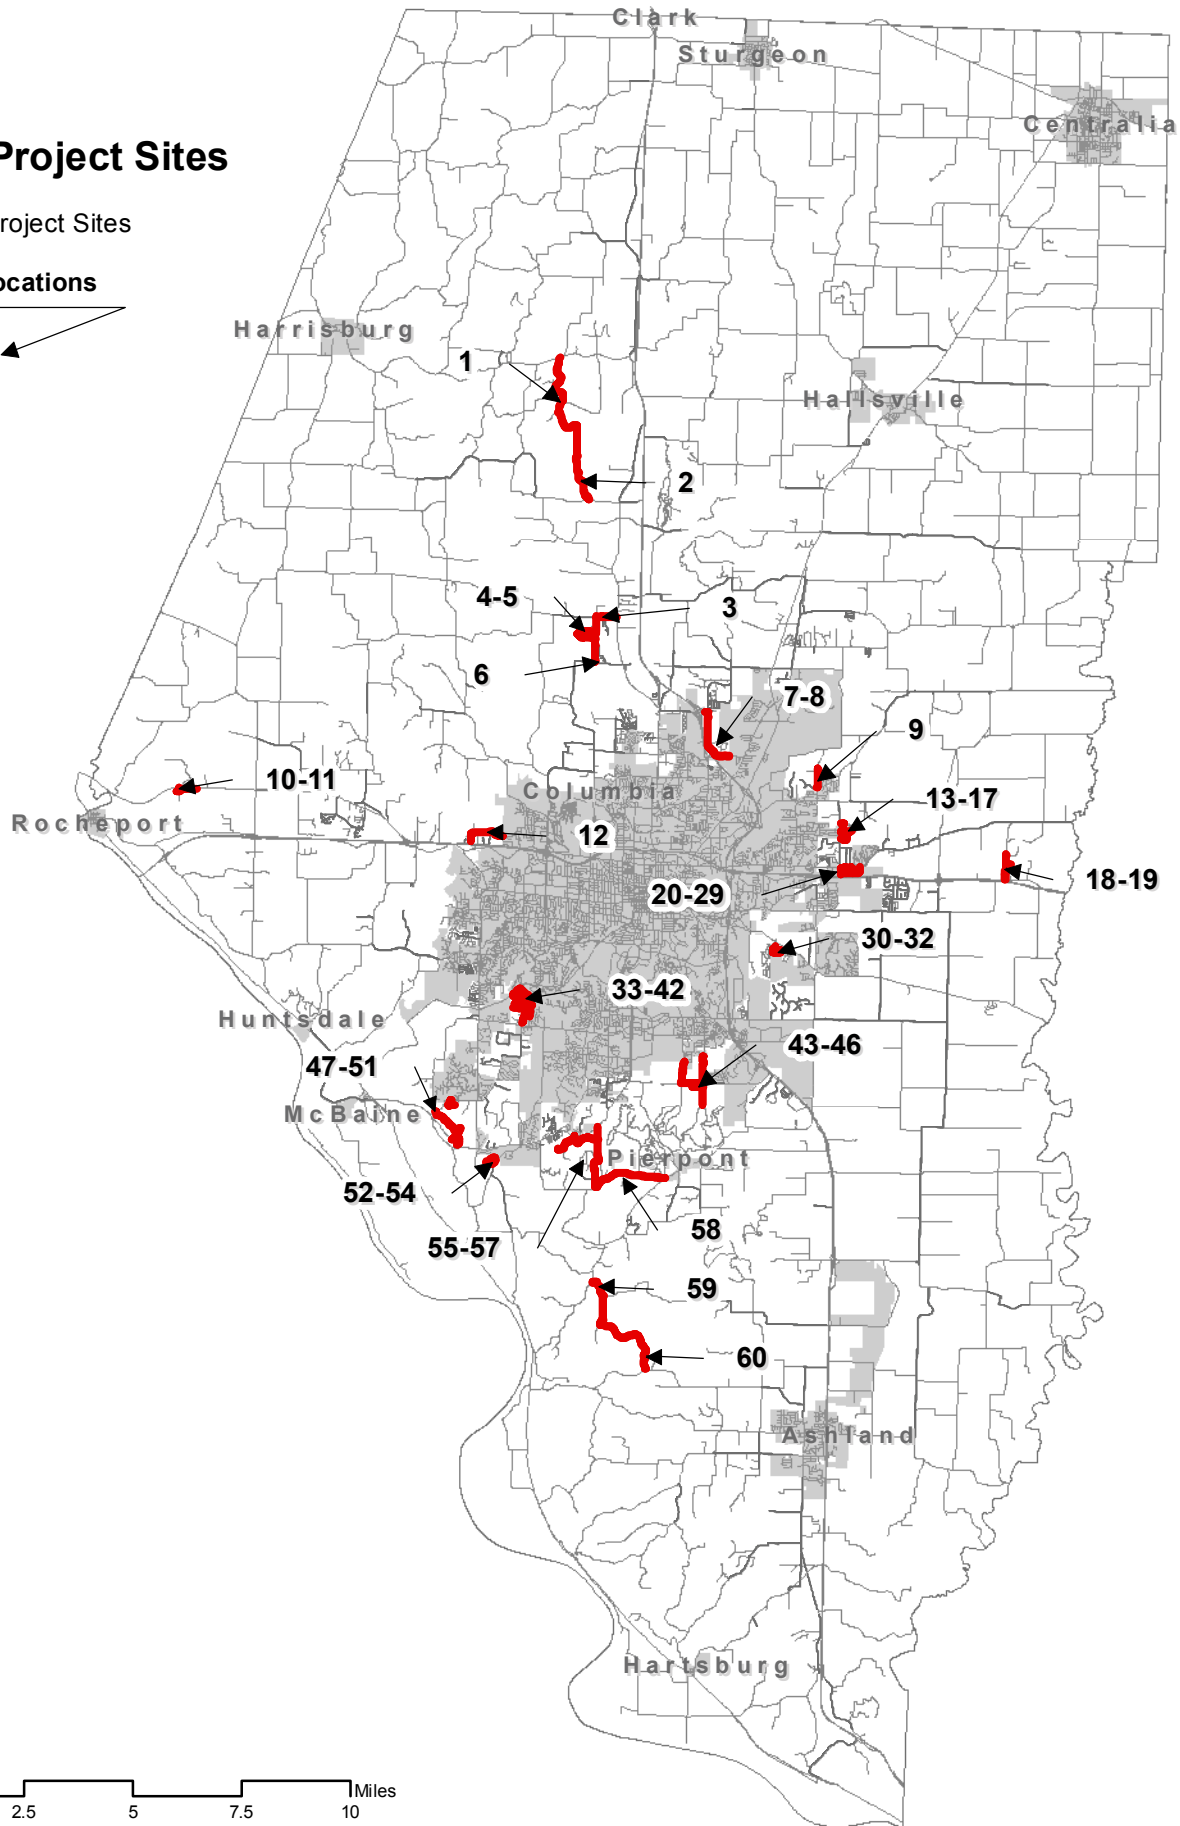 Clark
Sturgeon
Centralia
Project Sites
roject Sites
ocations
Harrisburg
1
Hallsville
2
4-5
3
6
7-8
9
10-11
Columbia
13-17
Rocheport
12
18-19
20-29
30-32
33-42
Huntsdale
43-46
47-51
McBaine
Pierpont
52-54
58
55-57
59
60
Ashland
Hartsburg
Miles
2.5 5 7.5 10